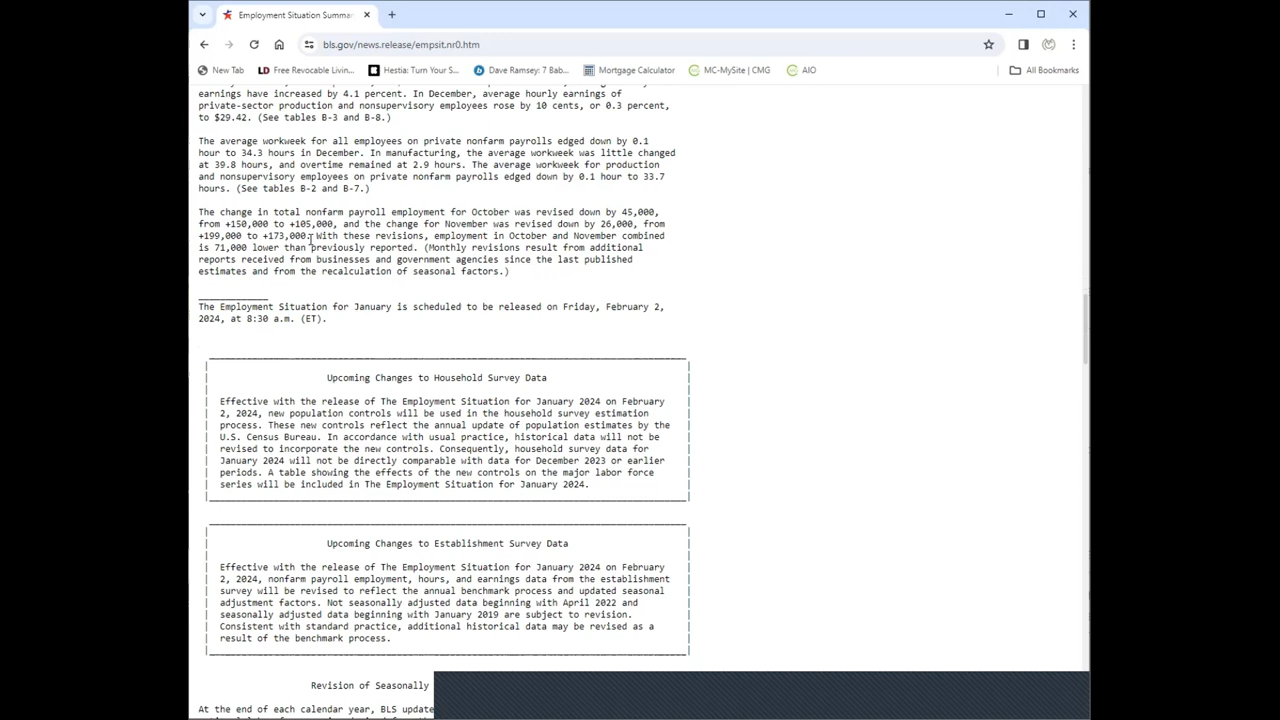 Employment Situation Summar
bls.gov/news.release/empsit.nr0.htm
New Tab
Free Revocable Livin...
Hestia: Turn Your S...
Dave Ramsey: 7 Bab...
Mortgage Calculator
MC-MySite | CMG
AIO
All Bookmarks
earnings have increased by 4.1 percent. In December, average hourly earnings of
private-sector production and nonsupervisory employees rose by 10 cents, or 0.3 percent,
to $29.42. (See tables B-3 and B-8.)
The average workweek for all employees on private nonfarm payrolls edged down by 0.1
hour to 34.3 hours in December. In manufacturing, the average workweek was little changed
at 39.8 hours, and overtime remained at 2.9 hours. The average workweek for production
and nonsupervisory employees on private nonfarm payrolls edged down by 0.1 hour to 33.7
hours. (See tables B-2 and B-7.)
The change in total nonfarm payroll employment for October was revised down by 45,000,
from +150,000 to +105,000, and the change for November was revised down by 26,000, from
+199,000 to +173,000. With these revisions, employment in October and November combined
is 71,000 lower than previously reported. (Monthly revisions result from additional
reports received from businesses and government agencies since the last published
estimates and from the recalculation of seasonal factors.)
The Employment Situation for January is scheduled to be released on Friday, February 2,
2024, at 8:30 a.m. (ET).
Upcoming Changes to Household Survey Data
Effective with the release of The Employment Situation for January 2024 on February
2, 2024, new population controls will be used in the household survey estimation
process. These new controls reflect the annual update of population estimates by the
U.S. Census Bureau. In accordance with usual practice, historical data will not be
revised to incorporate the new controls. Consequently, household survey data for
January 2024 will not be directly comparable with data for December 2023 or earlier
periods. A table showing the effects of the new controls on the major labor force
series will be included in The Employment Situation for January 2024.
Upcoming Changes to Establishment Survey Data
Effective with the release of The Employment Situation for January 2024 on February
2, 2024, nonfarm payroll employment, hours, and earnings data from the establishment
survey will be revised to reflect the annual benchmark process and updated seasonal
adjustment factors. Not seasonally adjusted data beginning with April 2022 and
seasonally adjusted data beginning with January 2019 are subject to revision.
Consistent with standard practice, additional historical data may be revised as a
result of the benchmark process.
Revision of Seasonally
At the end of each calendar year, BLS update